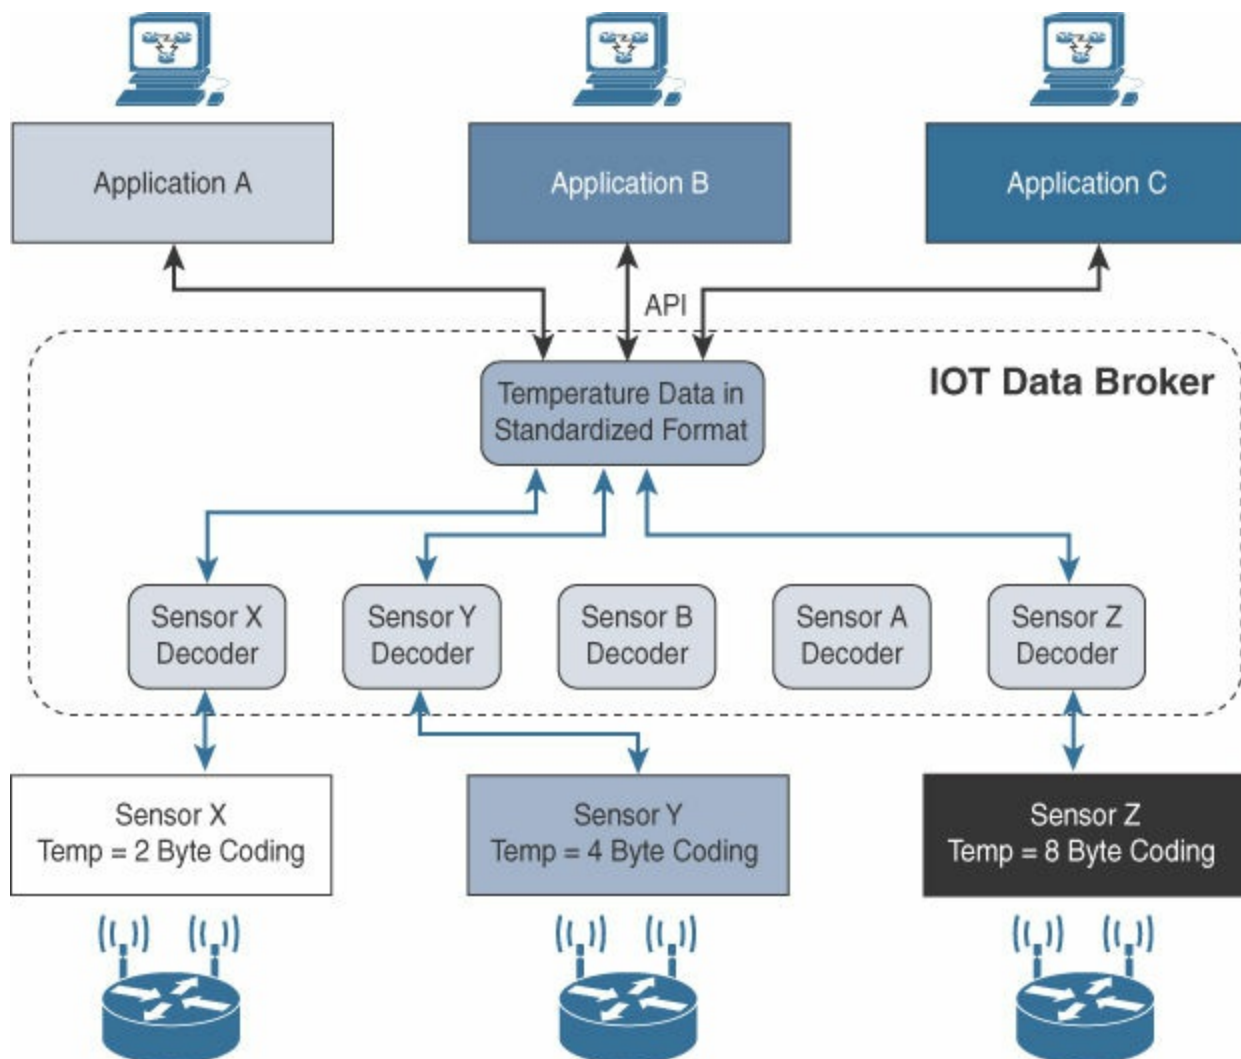 Application A
Application B
Application C
API
IOT Data Broker
Temperature Data in
Standardized Format
Sensor X
Decoder
Sensor Y
Decoder
Sensor B
Decoder
Sensor A
Decoder
Sensor Z
Decoder
Sensor X
Temp = 2 Byte Coding
Sensor Y
Temp = 4 Byte Coding
Sensor Z
Temp = 8 Byte Coding